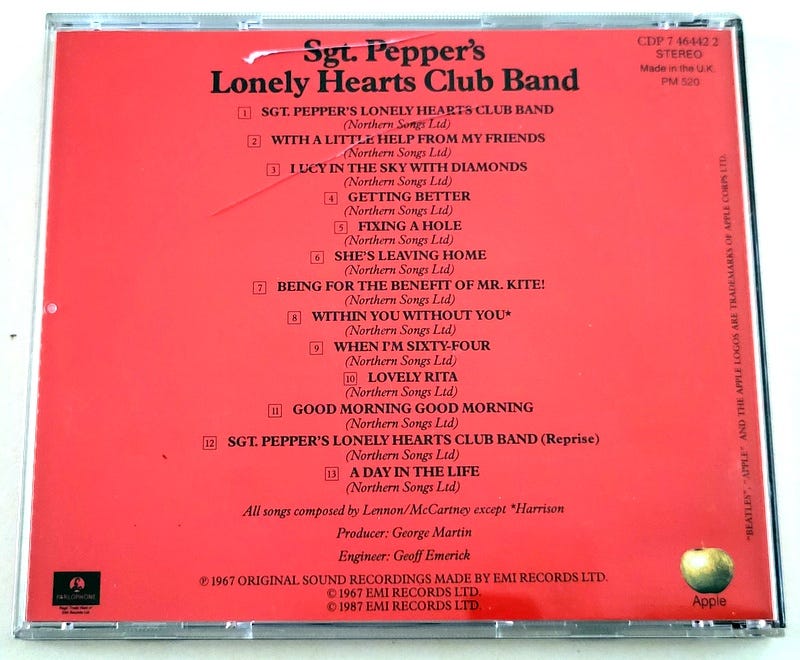 Sgt. Pepper's
Lonely Hearts Club Band
CDP 7 46442 2
STEREO
Made in the U.K.
PM 520
1 SGT. PEPPER'S LONELY HEARTS CLUB BAND
(Northern Songs Ltd)
2 WITH A LITTLE HELP FROM MY FRIENDS
(Northern Songs Ltd)
3 LUCY IN THE SKY WITH DIAMONDS
(Northern Songs Ltd)
4 GETTING BETTER
(Northern Songs Ltd)
5 FIXING A HOLE
(Northern Songs Ltd)
6 SHE'S LEAVING HOME
(Northern Songs Ltd)
7 BEING FOR THE BENEFIT OF MR. KITE!
(Northern Songs Ltd)
8 WITHIN YOU WITHOUT YOU*
(Northern Songs Ltd)
9 WHEN I'M SIXTY-FOUR
(Northern Songs Ltd)
10 LOVELY RITA
(Northern Songs Ltd)
11 GOOD MORNING GOOD MORNING
(Northern Songs Ltd)
12 SGT. PEPPER'S LONELY HEARTS CLUB BAND (Reprise)
(Northern Songs Ltd)
13 A DAY IN THE LIFE
(Northern Songs Ltd)
All songs composed by Lennon/McCartney except *Harrison
Producer: George Martin
Engineer: Geoff Emerick
℗ 1967 ORIGINAL SOUND RECORDINGS MADE BY EMI RECORDS LTD.
© 1967 EMI RECORDS LTD.
© 1987 EMI RECORDS LTD.
PARLOPHONE
Regd. Trade Mark of
EMI Records Ltd
Apple
"BEATLES", "APPLE" AND THE APPLE LOGOS ARE TRADEMARKS OF APPLE CORPS LTD.